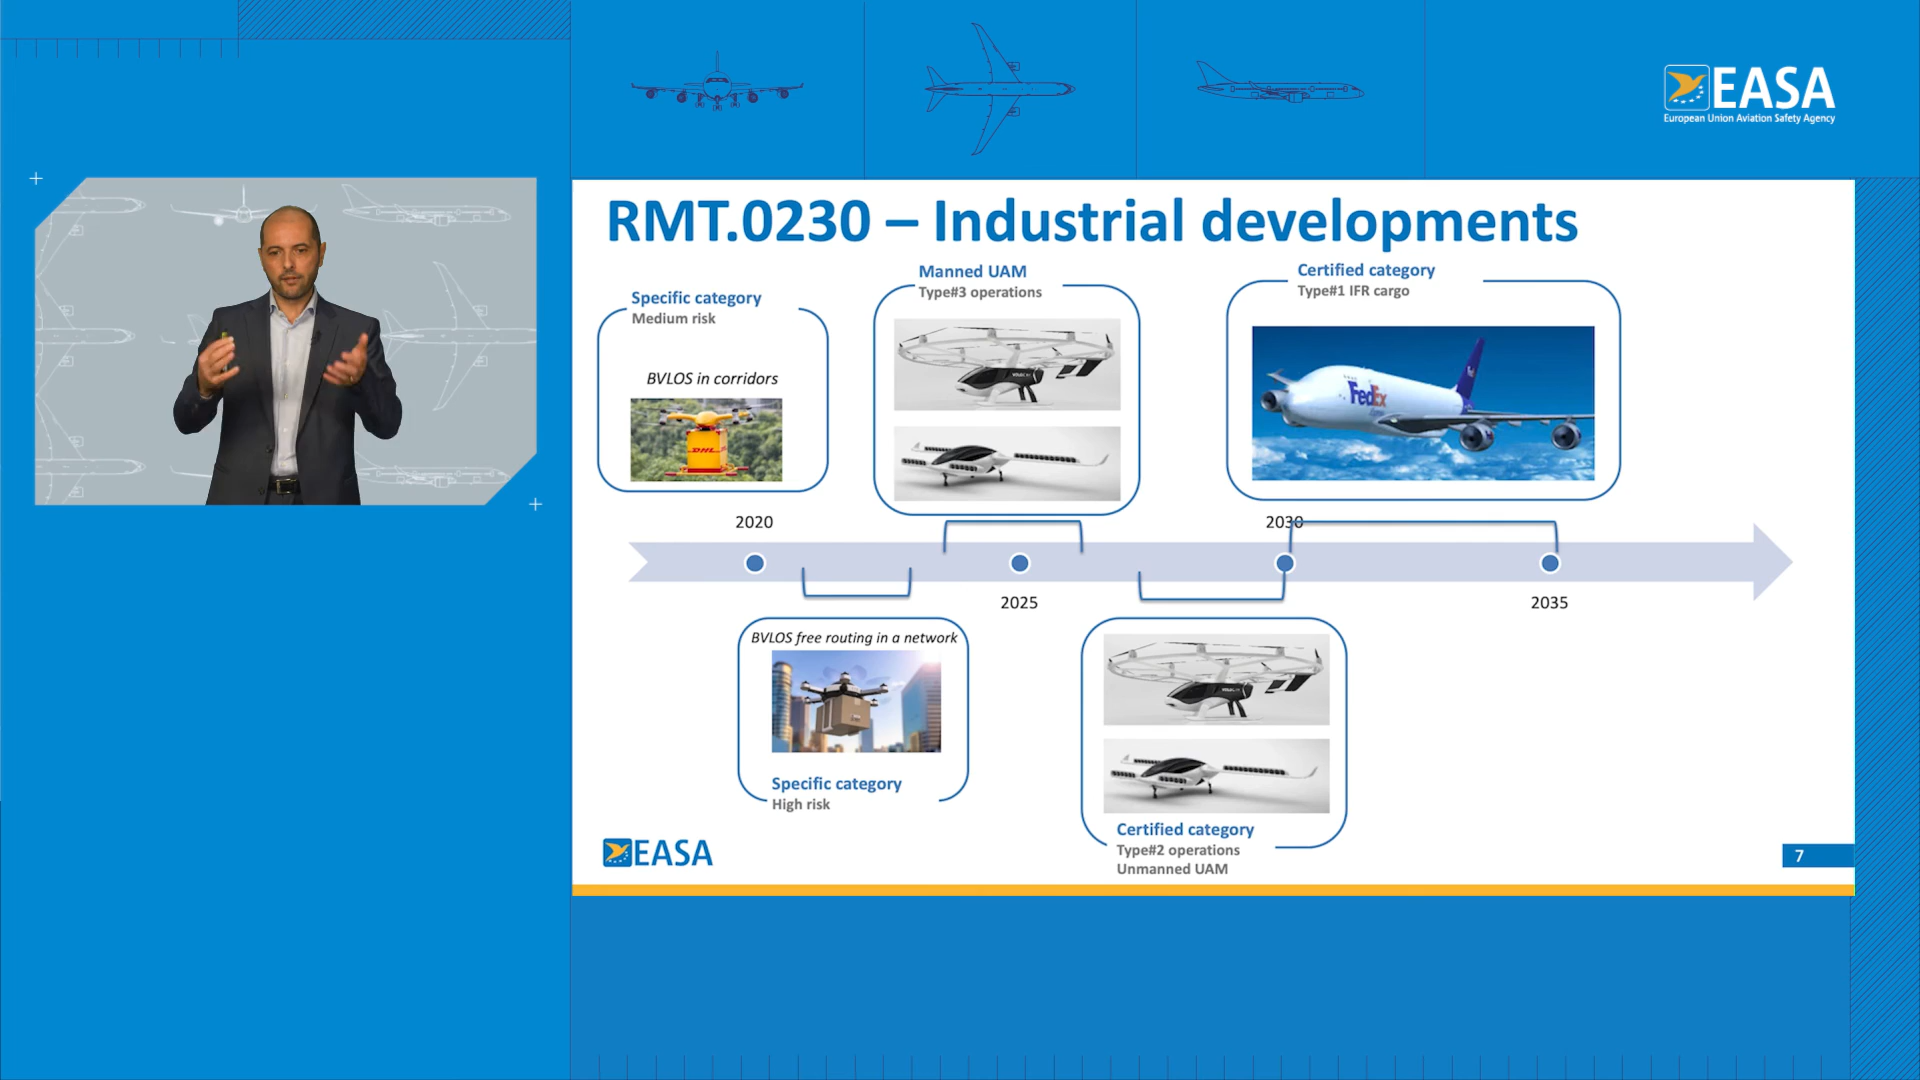 EASA
European Union Aviation Safety Agency
RMT.0230 – Industrial developments
Specific category
Medium risk
BVLOS in corridors
DHL
Manned UAM
Type#3 operations
Certified category
Type#1 IFR cargo
FedEx
Express
2020
2030
2025
2035
BVLOS free routing in a network
Specific category
High risk
Certified category
Type#2 operations
Unmanned UAM
EASA
7